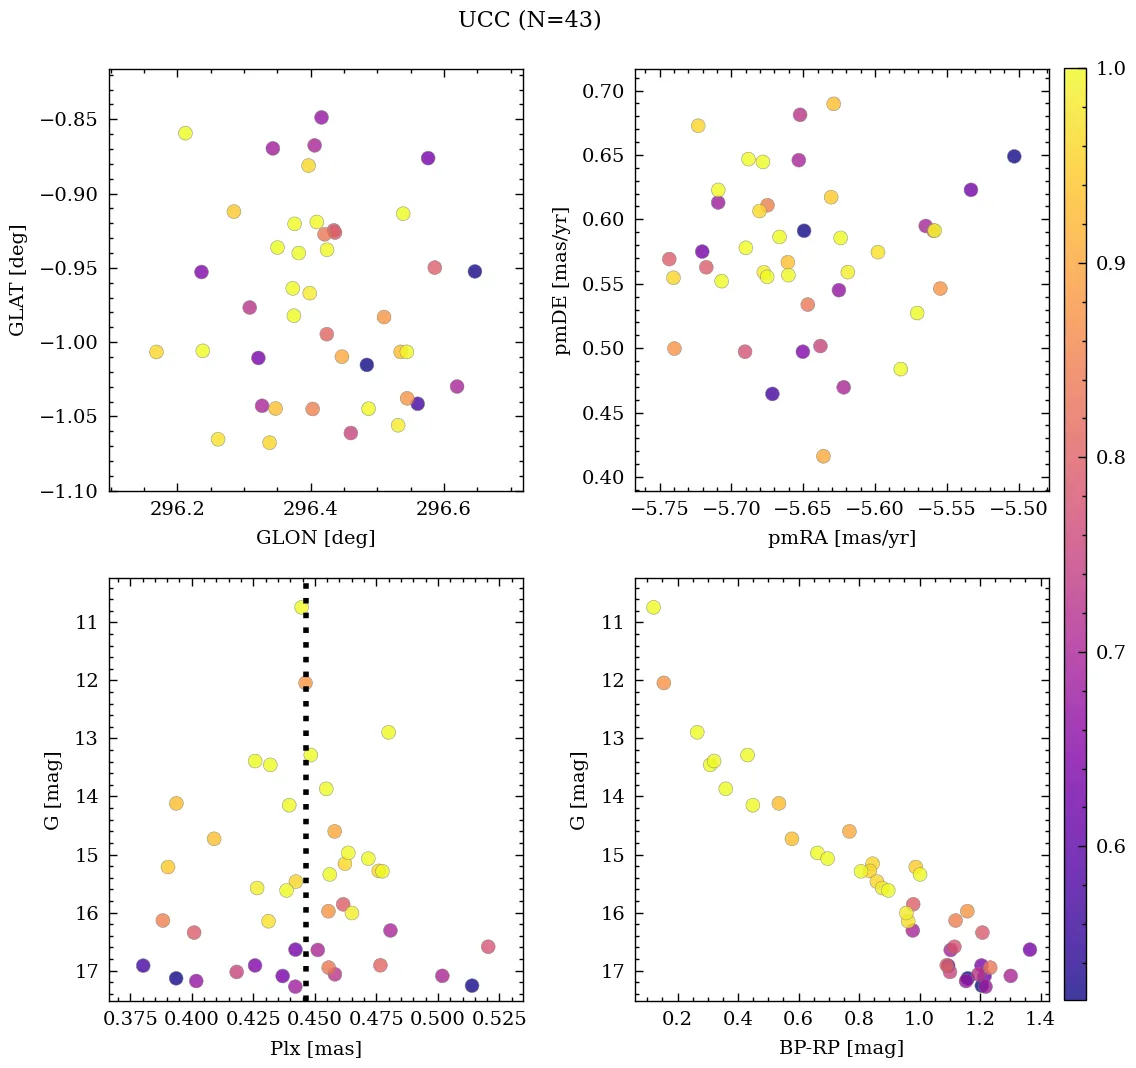 UCC (N=43)
−0.85
−0.90
−0.95
−1.00
−1.05
−1.10
GLAT [deg]
296.2 296.4 296.6
GLON [deg]
0.70
0.65
0.60
0.55
0.50
0.45
0.40
pmDE [mas/yr]
−5.75 −5.70 −5.65 −5.60 −5.55 −5.50
pmRA [mas/yr]
1.0
0.9
0.8
0.7
0.6
11
12
13
14
15
16
17
G [mag]
0.375 0.400 0.425 0.450 0.475 0.500 0.525
Plx [mas]
11
12
13
14
15
16
17
G [mag]
0.2 0.4 0.6 0.8 1.0 1.2 1.4
BP-RP [mag]